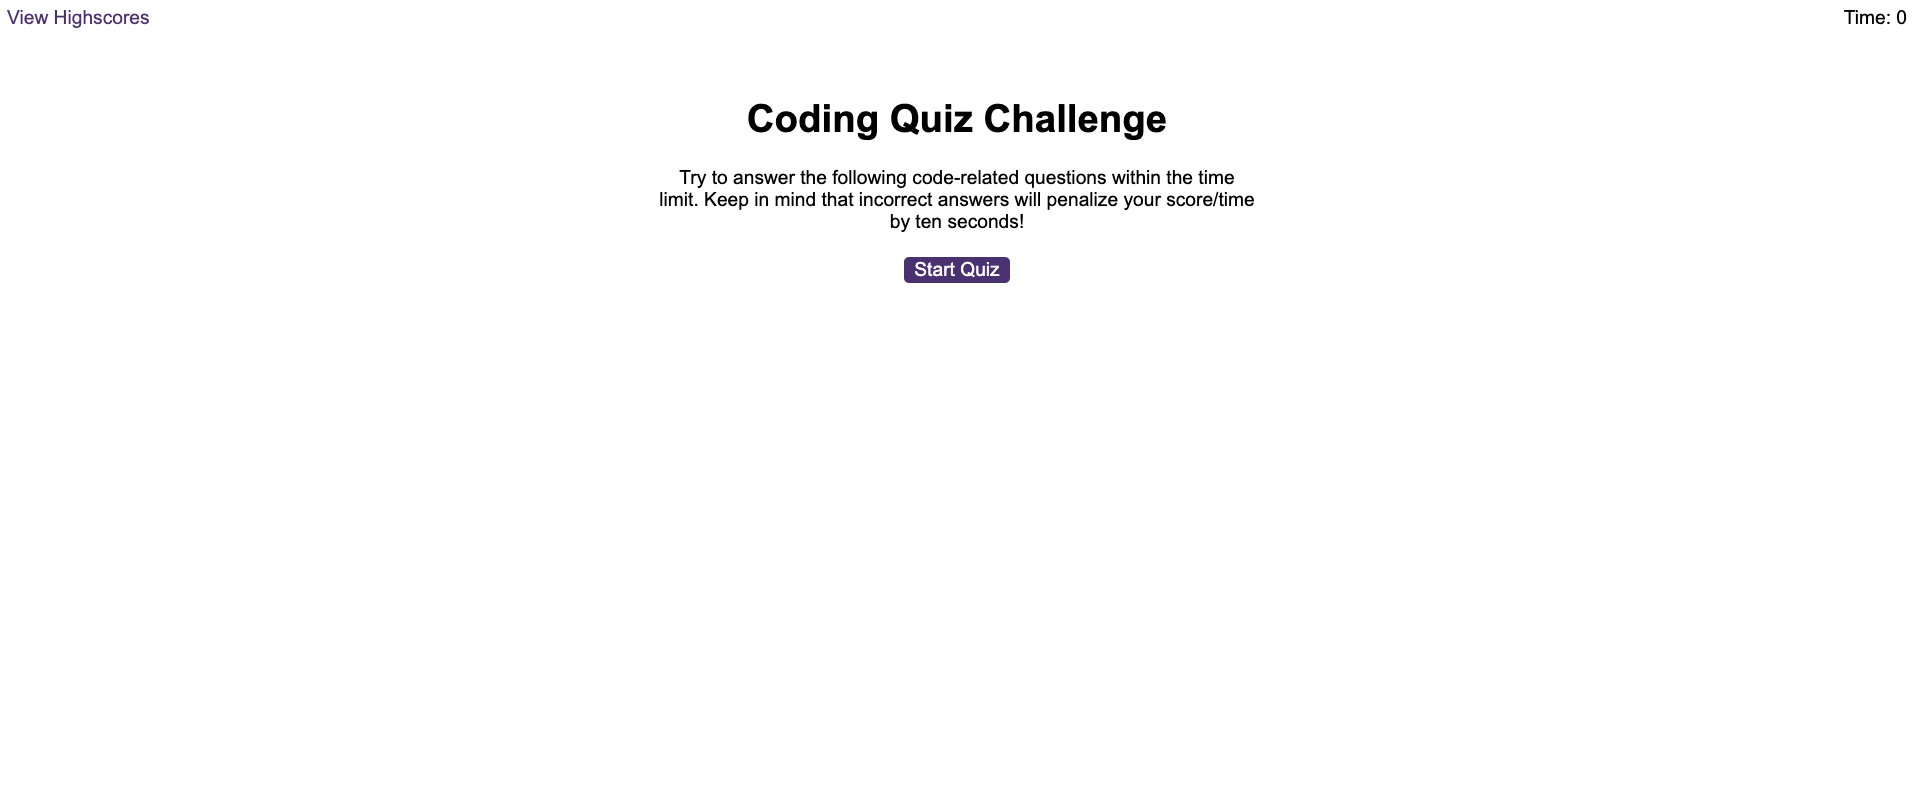 View Highscores
Time: 0
Coding Quiz Challenge
Try to answer the following code-related questions within the time
limit. Keep in mind that incorrect answers will penalize your score/time
by ten seconds!
Start Quiz